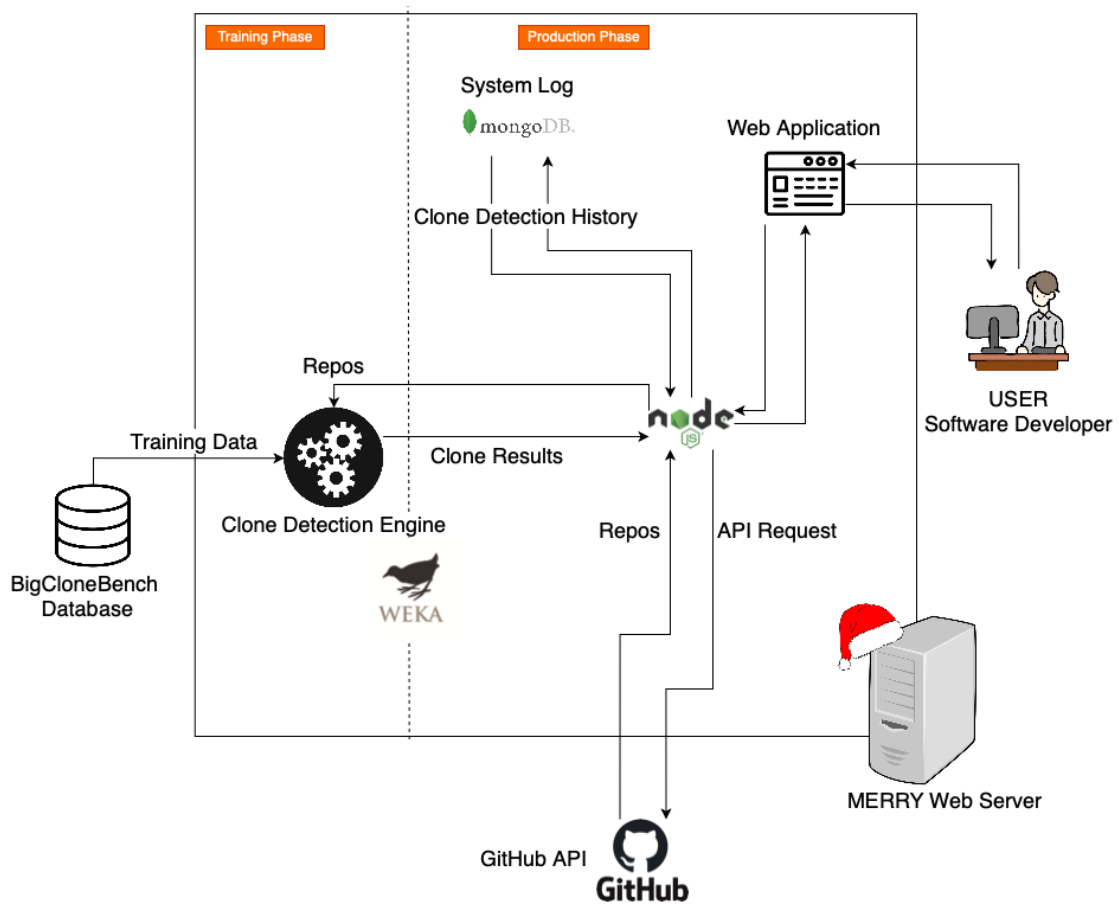 Training Phase
Production Phase
System Log
mongoDB
Web Application
Clone Detection History
Repos
node
JS
USER
Software Developer
Training Data
Clone Results
Clone Detection Engine
Repos
API Request
BigCloneBench
Database
WEKA
MERRY Web Server
GitHub API
GitHub